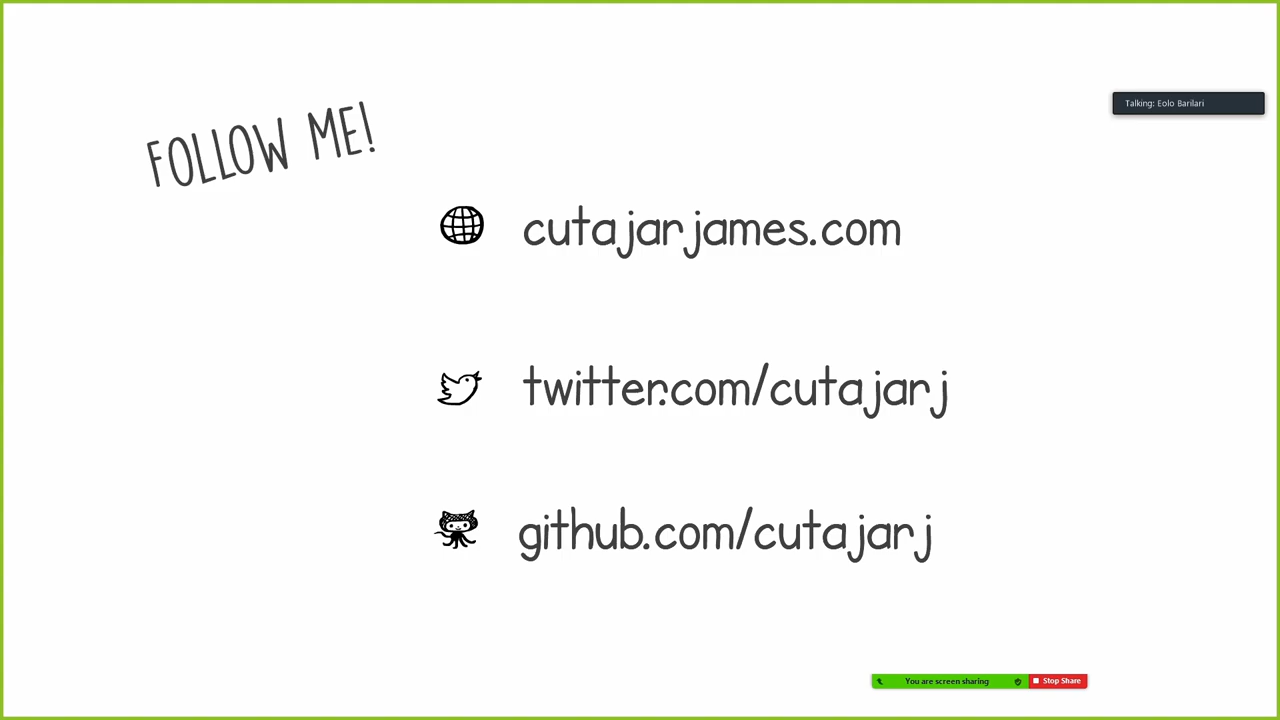 Talking: Eolo Barilari
FOLLOW ME!
cutajarjames.com
twitter.com/cutajarj
github.com/cutajarj
You are screen sharing
Stop Share